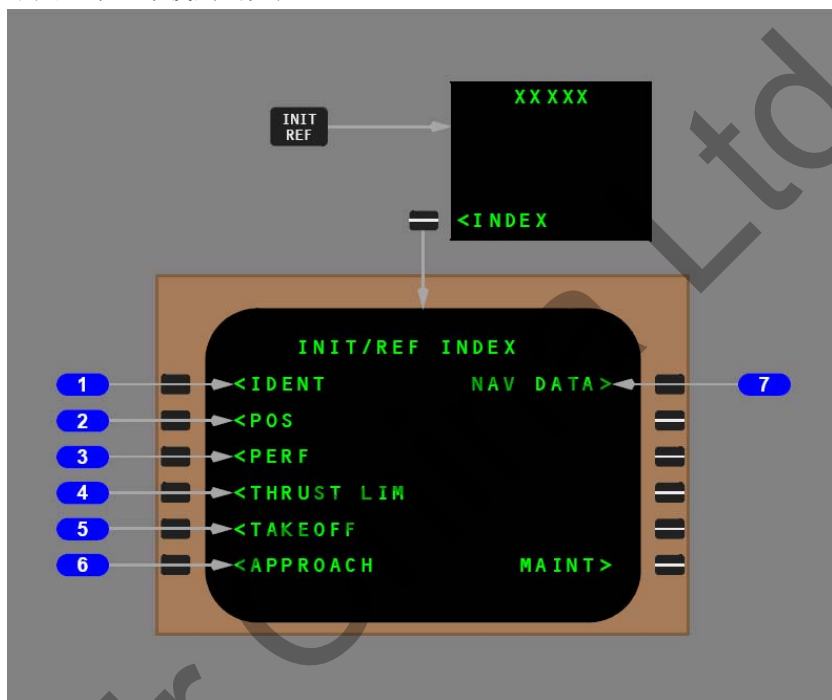 XXXXX
INIT
REF
<INDEX
INIT/REF INDEX
1 <IDENT NAV DATA> 7
2 <POS
3 <PERF
4 <THRUST LIM
5 <TAKEOFF
6 <APPROACH MAINT>
Ltd